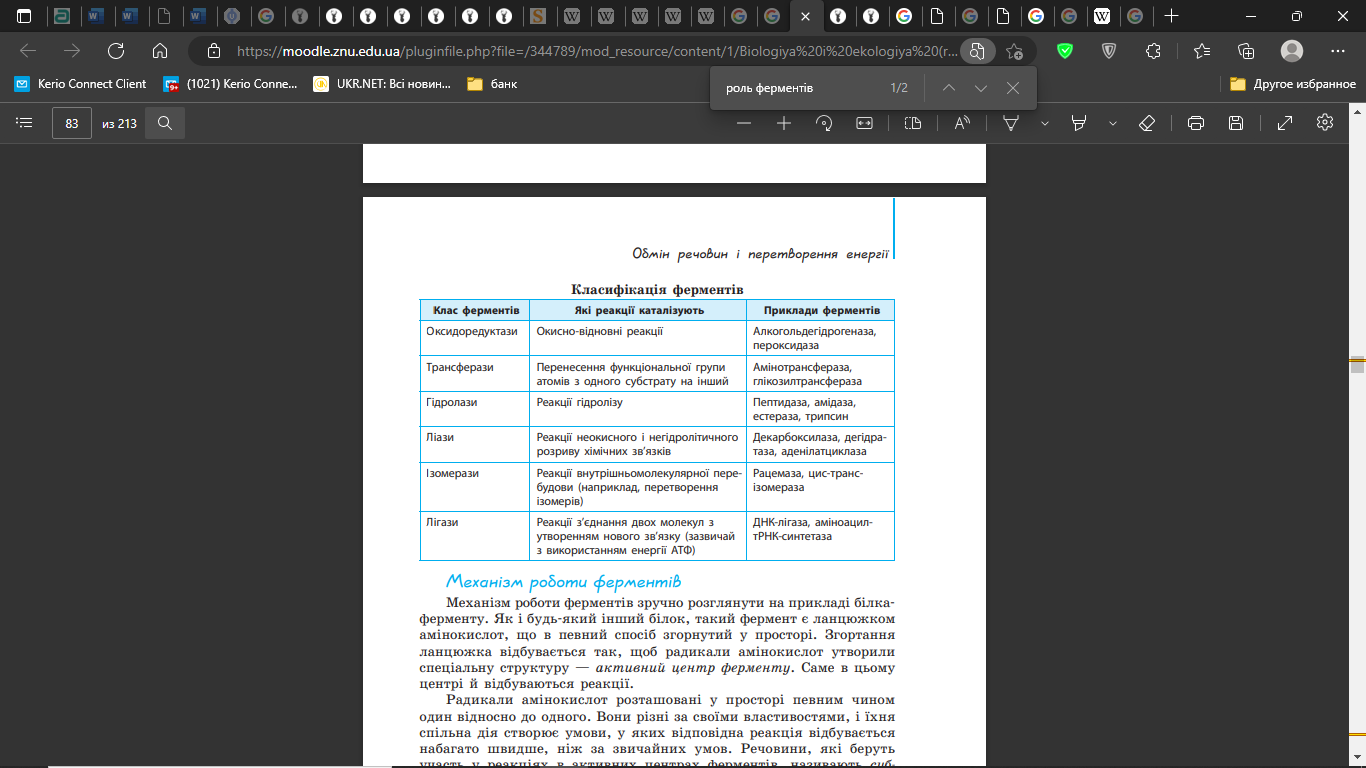 https://moodle.znu.edu.ua/pluginfile.php?file=/344789/mod_resource/content/1/Biologiya%20i%20ekologiya%20(r...
Kerio Connect Client
(1021) Kerio Conne...
UKR.NET: Всі новин...
банк
роль ферментів
1/2
Другое избранное
83
из 213
Обмін речовин і перетворення енергії
Класифікація ферментів
Клас ферментів Які реакції каталізують Приклади ферментів
Оксидоредуктази Окисно-відновні реакції Алкогольдегідрогеназа,
пероксидаза
Трансферази Перенесення функціональної групи Амінотрансфераза,
атомів з одного субстрату на інший глікозилтрансфераза
Гідролази Реакції гідролізу Пептидаза, амідаза,
естераза, трипсин
Ліази Реакції неокисного і негідролітичного Декарбоксилаза, дегідра-
розриву хімічних зв’язків таза, аденілатциклаза
Ізомерази Реакції внутрішньомолекулярної пере- Рацемаза, цис-транс-
будови (наприклад, перетворення ізомераза
ізомерів)
Лігази Реакції з’єднання двох молекул з ДНК-лігаза, аміноацил-
утворенням нового зв’язку (зазвичай тРНК-синтетаза
з використанням енергії АТФ)
Механізм роботи ферментів
Механізм роботи ферментів зручно розглянути на прикладі білка-
ферменту. Як і будь-який інший білок, такий фермент є ланцюжком
амінокислот, що в певний спосіб згорнутий у просторі. Згортання
ланцюжка відбувається так, щоб радикали амінокислот утворили
спеціальну структуру — активний центр ферменту. Саме в цьому
центрі й відбуваються реакції.
Радикали амінокислот розташовані у просторі певним чином
один відносно до одного. Вони різні за своїми властивостями, і їхня
спільна дія створює умови, у яких відповідна реакція відбувається
набагато швидше, ніж за звичайних умов. Речовини, які беруть
участь у реакціях в активних центрах ферментів, називають суб-